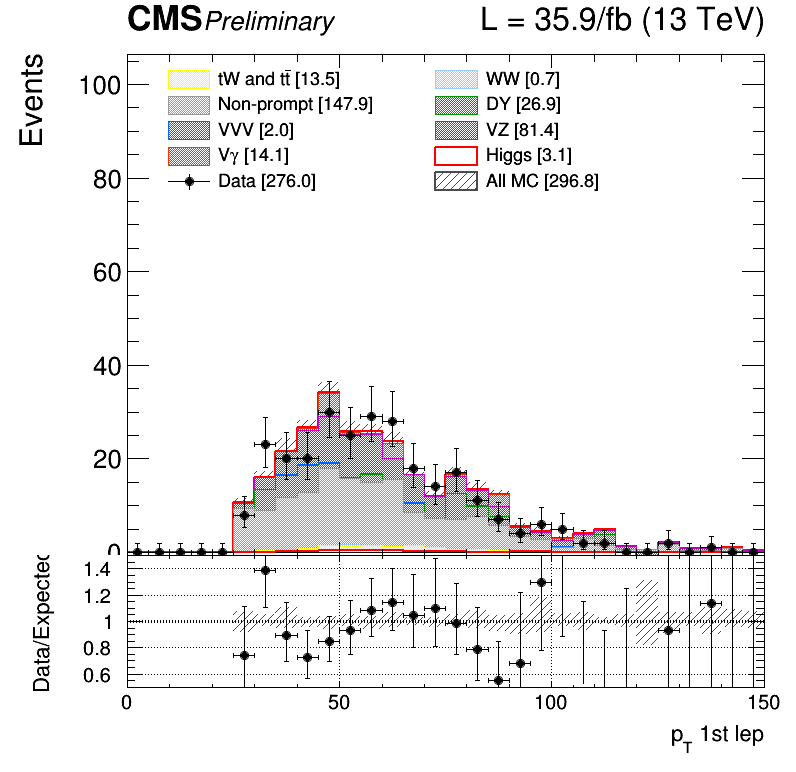 CMS Preliminary L = 35.9/fb (13 TeV)
Events
100
80
60
40
20
0
tW and tt̄ [13.5]
Non-prompt [147.9]
VVV [2.0]
Vγ [14.1]
Data [276.0]
WW [0.7]
DY [26.9]
VZ [81.4]
Higgs [3.1]
All MC [296.8]
Data/Expected
1.4
1.2
1
0.8
0.6
0 50 100 150
p_T 1st lep